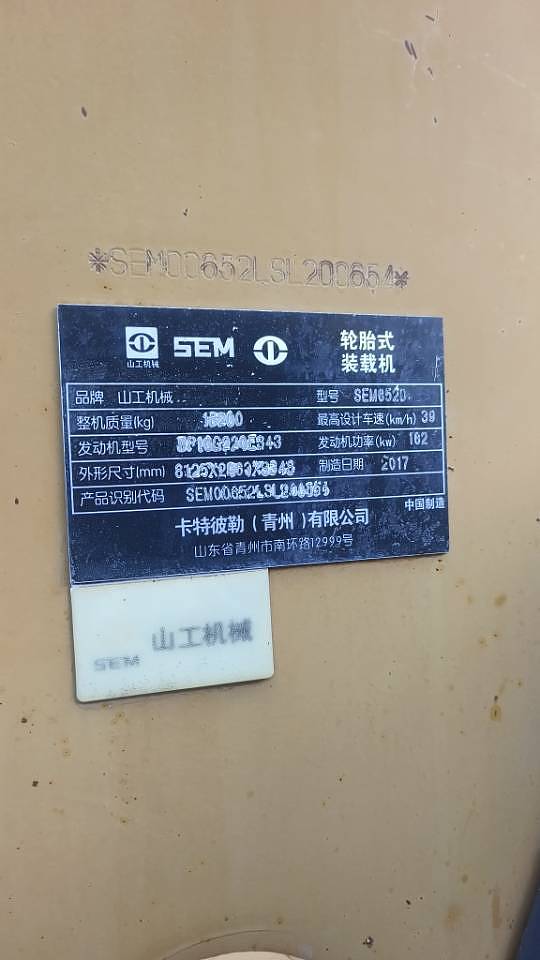 *SEM00652LSL200654*
山工机械 SEM 轮胎式
装载机
品牌 山工机械 型号 SEM652D
整机质量(kg) 最高设计车速(km/h) 39
发动机型号 发动机功率(kw) 162
外形尺寸(mm) 制造日期 2017
产品识别代码
中国制造
卡特彼勒(青州)有限公司
山东省青州市南环路12999号
SEM 山工机械